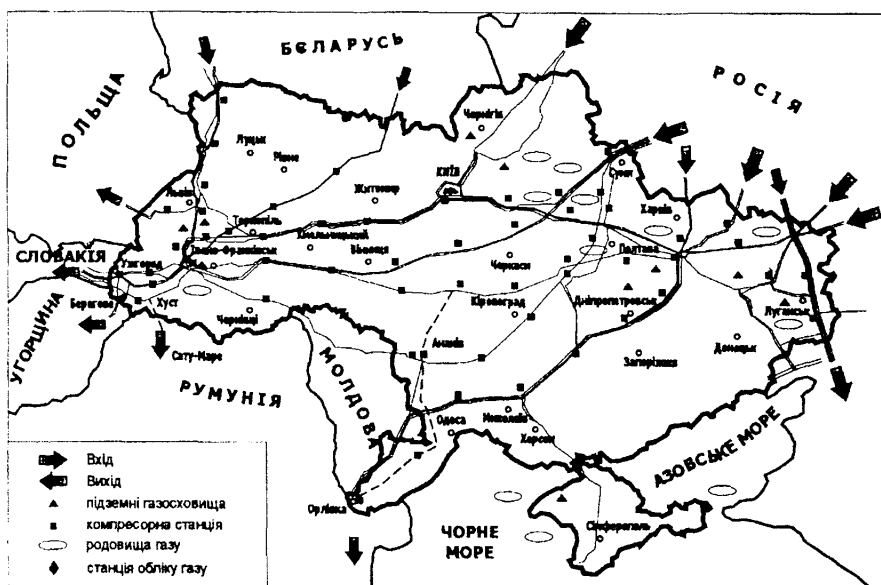 БЄЛАРУСЬ
ПОЛЬЩА
РОСІЯ
Чернігів
Луцьк
Рівне
Суми
КИЇВ
Житомир
Львів
Харків
Тернопіль
Хмельницький
Полтава
СЛОВАКІЯ
Івано-Франківськ
Вінниця
Черкаси
Ужгород
Берегове
Хуст
Кіровоград
Дніпропетровськ
Луганськ
Чернівці
УГОРЩИНА
Сату-Маре
Ананїв
Запоріжжя
Донецьк
РУМУНІЯ
МОЛДОВА
Одеса
Миколаїв
Херсон
АЗОВСЬКЕ МОРЕ
Орлівка
ЧОРНЕ
МОРЕ
Сімферополь
Вхід
Вихід
підземні газосховища
компресорна станція
родовища газу
станція обліку газу